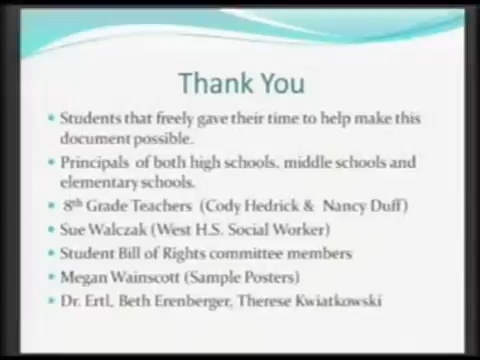 Thank You
Students that freely gave their time to help make this
document possible.
Principals of both high schools, middle schools and
elementary schools.
8th Grade Teachers (Cody Hedrick & Nancy Duff)
Sue Walczak (West H.S. Social Worker)
Student Bill of Rights committee members
Megan Wainscott (Sample Posters)
Dr. Ertl, Beth Erenberger, Therese Kwiatkowski